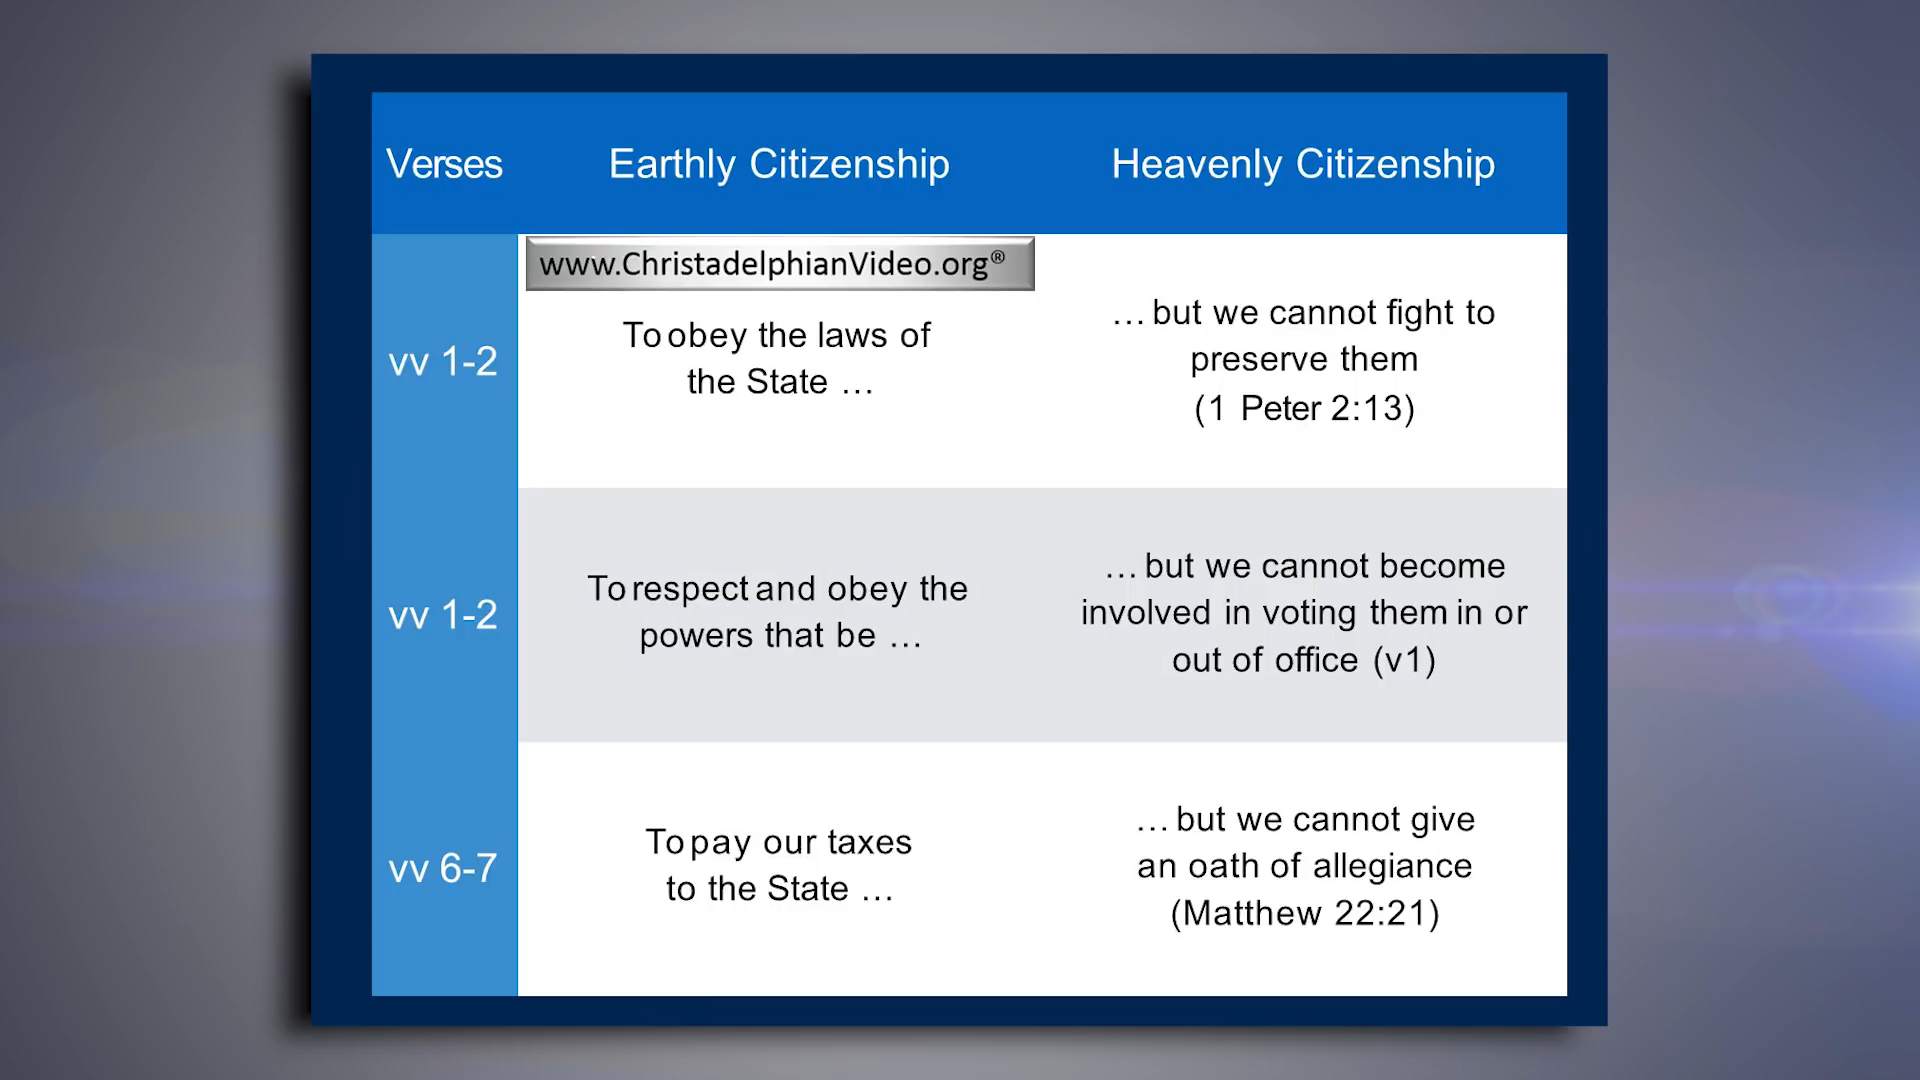 Verses
Earthly Citizenship
Heavenly Citizenship
www.ChristadelphianVideo.org®
vv 1-2
To obey the laws of
the State …
… but we cannot fight to
preserve them
(1 Peter 2:13)
vv 1-2
To respect and obey the
powers that be …
… but we cannot become
involved in voting them in or
out of office (v1)
vv 6-7
To pay our taxes
to the State …
… but we cannot give
an oath of allegiance
(Matthew 22:21)